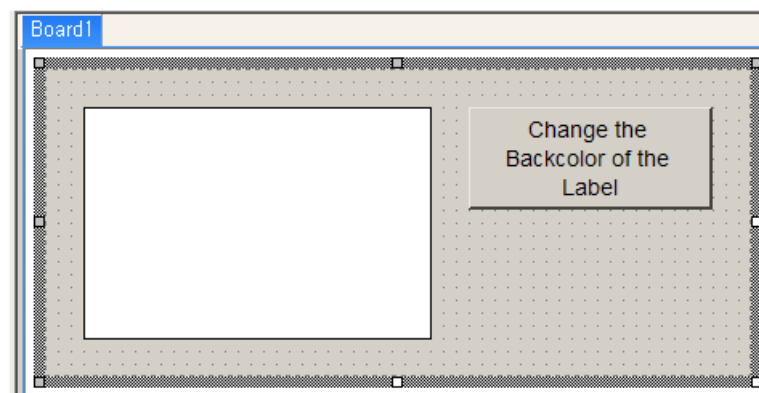 Board1
Change the
Backcolor of the
Label